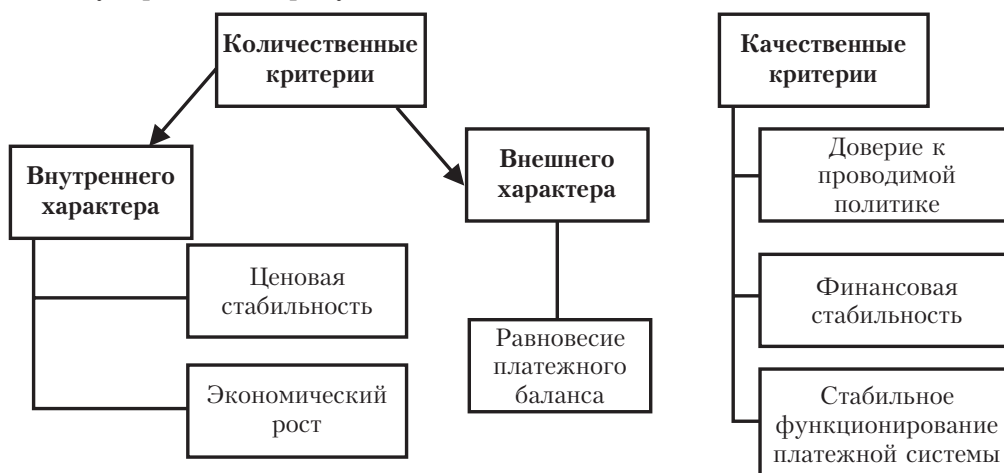 Количественные
критерии
Качественные
критерии
Внутреннего
характера
Внешнего
характера
Доверие к
проводимой
политике
Ценовая
стабильность
Финансовая
стабильность
Равновесие
платежного
баланса
Экономический
рост
Стабильное
функционирование
платежной системы